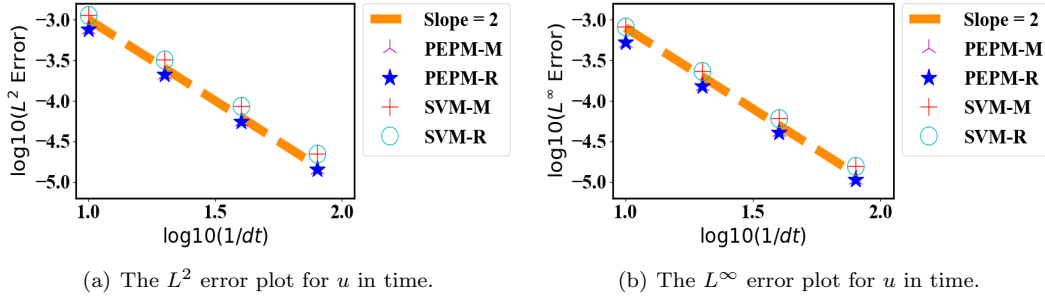 −3.0
−3.5
−4.0
−4.5
−5.0
log10(L² Error)
1.0
1.5
2.0
log10(1/dt)
Slope = 2
PEPM-M
PEPM-R
SVM-M
SVM-R
(a) The L² error plot for u in time.
−3.0
−3.5
−4.0
−4.5
−5.0
log10(L∞ Error)
1.0
1.5
2.0
log10(1/dt)
Slope = 2
PEPM-M
PEPM-R
SVM-M
SVM-R
(b) The L∞ error plot for u in time.